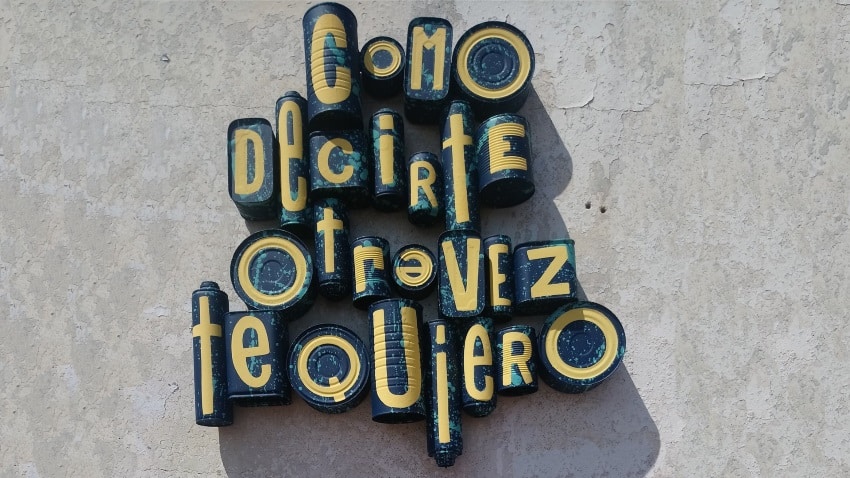 CoMO
DeciRtE
Otra VEZ
te QUieRO